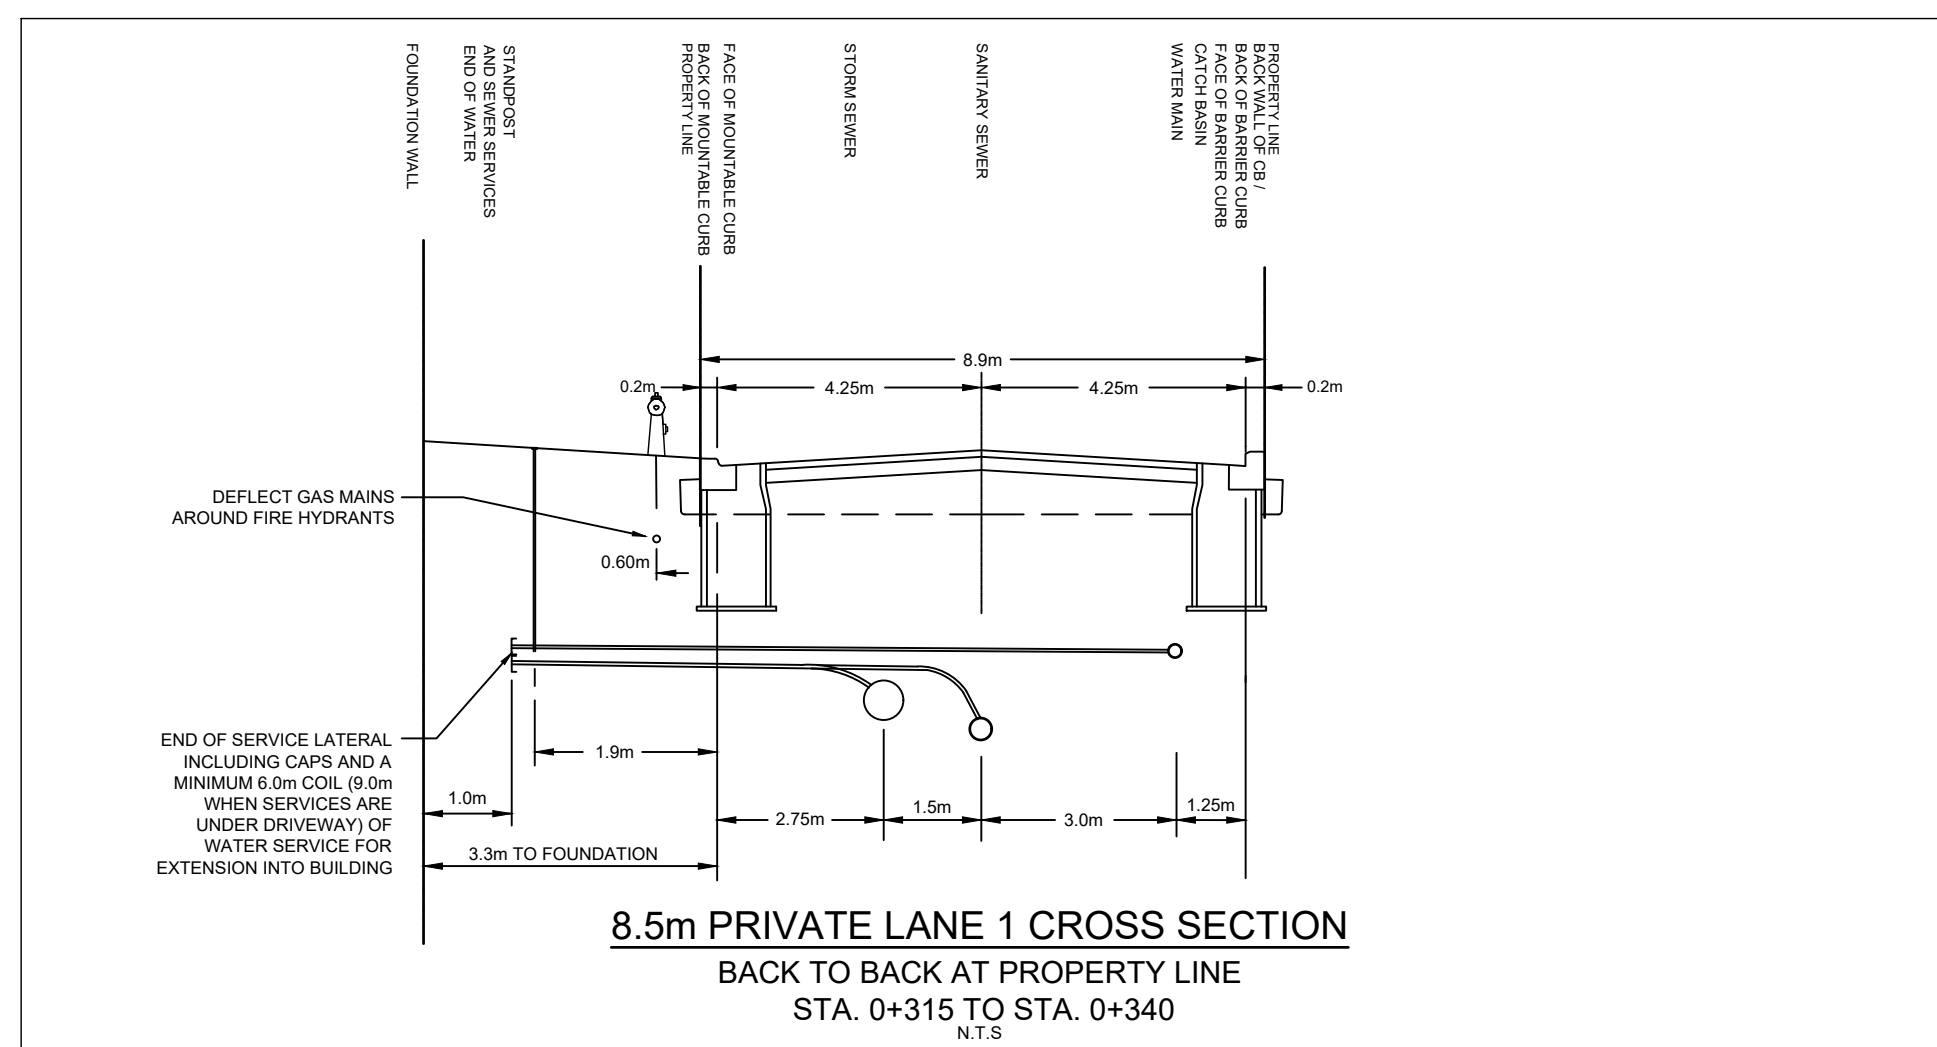 FOUNDATION WALL
STANDPOST
AND SEWER SERVICES
END OF WATER
FACE OF MOUNTABLE CURB
BACK OF MOUNTABLE CURB
PROPERTY LINE
STORM SEWER
SANITARY SEWER
PROPERTY LINE
BACK WALL OF CB /
BACK OF BARRIER CURB
FACE OF BARRIER CURB
CATCH BASIN
WATER MAIN
8.9m
0.2m
4.25m
4.25m
0.2m
DEFLECT GAS MAINS
AROUND FIRE HYDRANTS
0.60m
END OF SERVICE LATERAL
INCLUDING CAPS AND A
MINIMUM 6.0m COIL (9.0m
WHEN SERVICES ARE
UNDER DRIVEWAY) OF
WATER SERVICE FOR
EXTENSION INTO BUILDING
1.9m
1.0m
2.75m
1.5m
3.0m
1.25m
3.3m TO FOUNDATION
8.5m PRIVATE LANE 1 CROSS SECTION
BACK TO BACK AT PROPERTY LINE
STA. 0+315 TO STA. 0+340
N.T.S